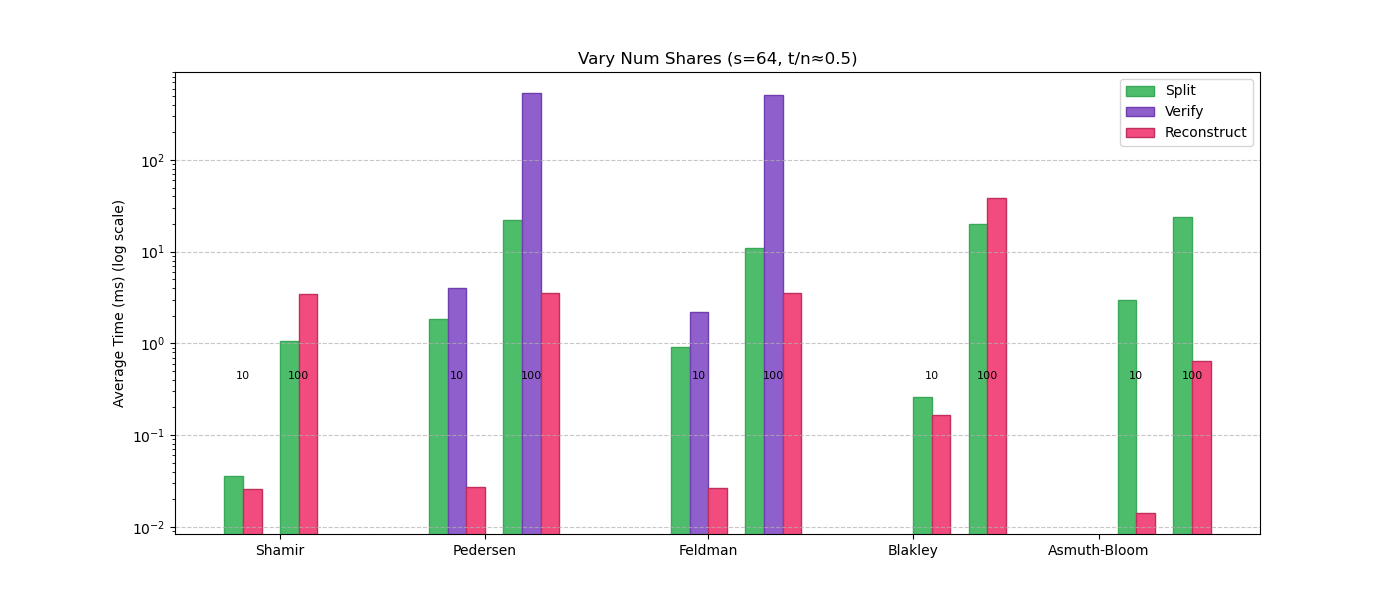 Vary Num Shares (s=64, t/n≈0.5)
Split
Verify
Reconstruct
Average Time (ms) (log scale)
10²
10¹
10⁰
10⁻¹
10⁻²
10 100 10 100 10 100 10 100 10 100
Shamir Pedersen Feldman Blakley Asmuth-Bloom